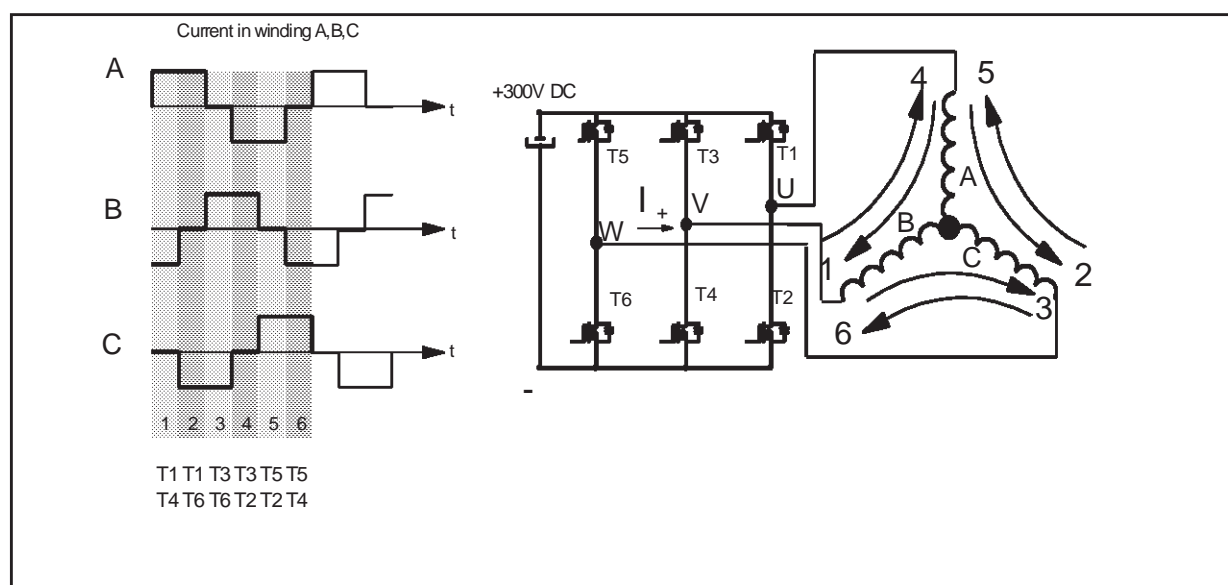 Current in winding A,B,C
A
t
B
t
C
t
1 2 3 4 5 6
T1 T1 T3 T3 T5 T5
T4 T6 T6 T2 T2 T4
+300V DC
-
T5
T3
T1
U
I
+
V
W
T6
T4
T2
4
5
A
B
C
1
2
3
6